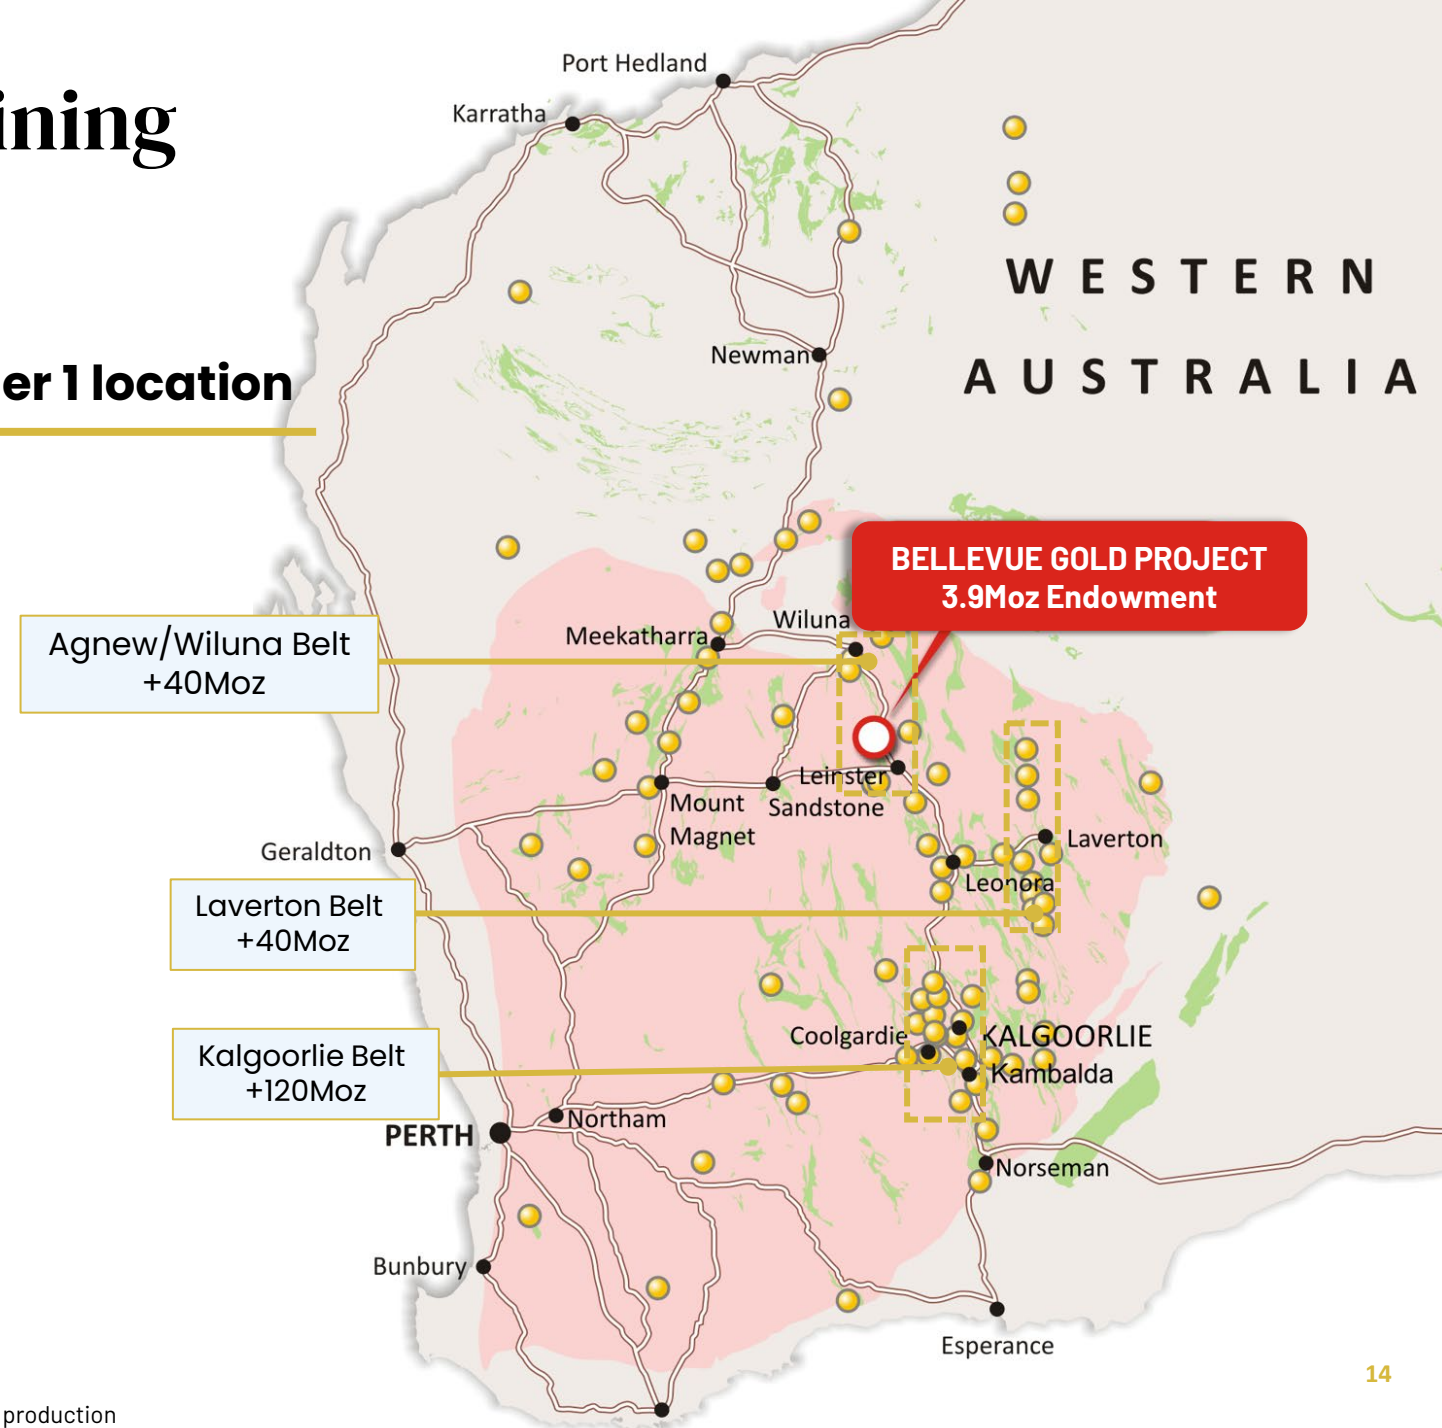 ining
er 1 location
Port Hedland
Karratha
WESTERN
AUSTRALIA
Newman
BELLEVUE GOLD PROJECT
3.9Moz Endowment
Wiluna
Meekatharra
Agnew/Wiluna Belt
+40Moz
Leinster
Sandstone
Mount
Magnet
Laverton
Geraldton
Leonora
Laverton Belt
+40Moz
Coolgardie
KALGOORLIE
Kambalda
Kalgoorlie Belt
+120Moz
Northam
PERTH
Norseman
Bunbury
Esperance
14
production